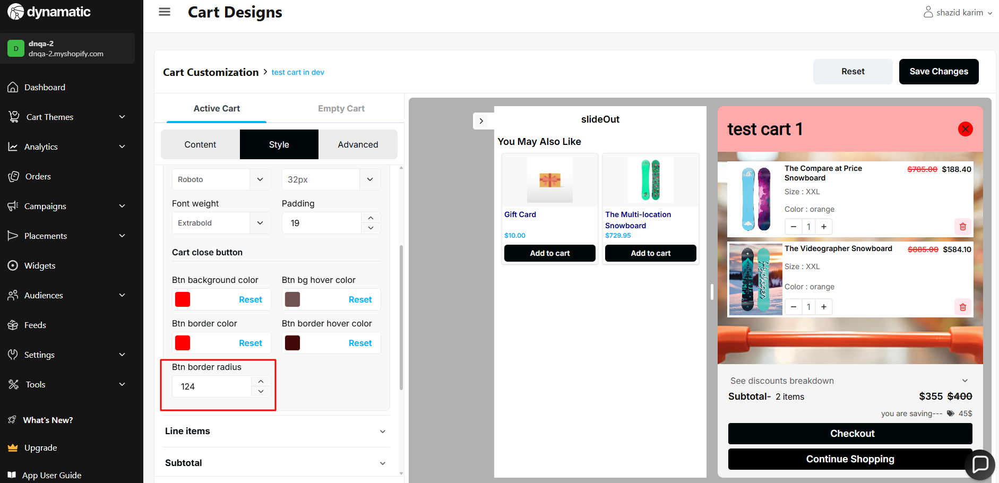 dynamatic
D
dnqa-2
dnqa-2.myshopify.com
Dashboard
Cart Themes
Analytics
Orders
Campaigns
Placements
Widgets
Audiences
Feeds
Settings
Tools
What's New?
Upgrade
App User Guide
Cart Designs
shazid karim
Cart Customization > test cart in dev
Reset
Save Changes
Active Cart
Empty Cart
Content
Style
Advanced
Roboto
32px
Font weight
Padding
Extrabold
19
Cart close button
Btn background color
Btn bg hover color
Reset
Reset
Btn border color
Btn border hover color
Reset
Reset
Btn border radius
124
Line items
Subtotal
slideOut
You May Also Like
Gift Card
$10.00
Add to cart
The Multi-location
Snowboard
$729.95
Add to cart
test cart 1
The Compare at Price
Snowboard
$785.00 $188.40
Size : XXL
Color : orange
− 1 +
The Videographer Snowboard
$885.00 $584.10
Size : XXL
Color : orange
− 1 +
Hydrogen
See discounts breakdown
Subtotal- 2 items
$355 $400
you are saving--- 45$
Checkout
Continue Shopping